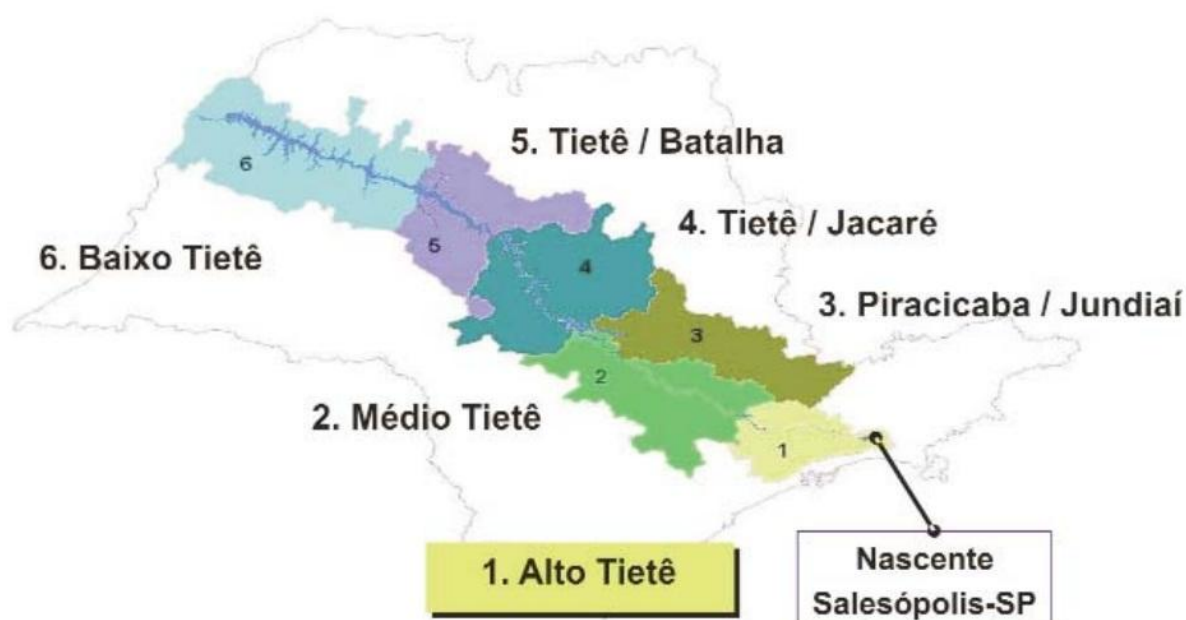 5. Tietê / Batalha
6
4. Tietê / Jacaré
5
4
6. Baixo Tietê
3. Piracicaba / Jundiaí
3
2
2. Médio Tietê
1
1. Alto Tietê
Nascente
Salesópolis-SP